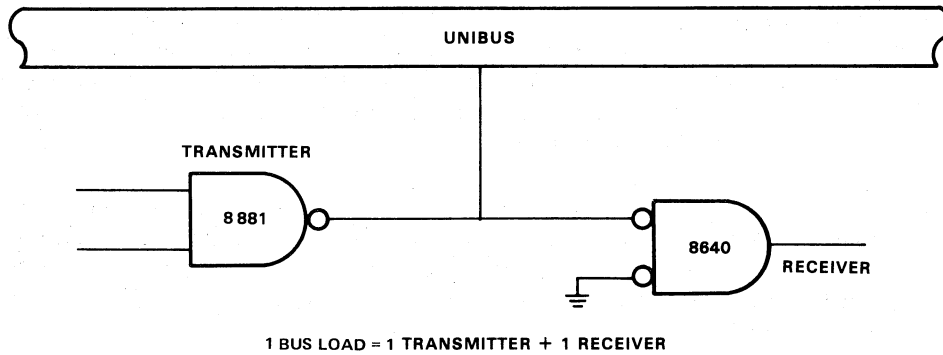 UNIBUS
TRANSMITTER
8881
8640
RECEIVER
1 BUS LOAD = 1 TRANSMITTER + 1 RECEIVER